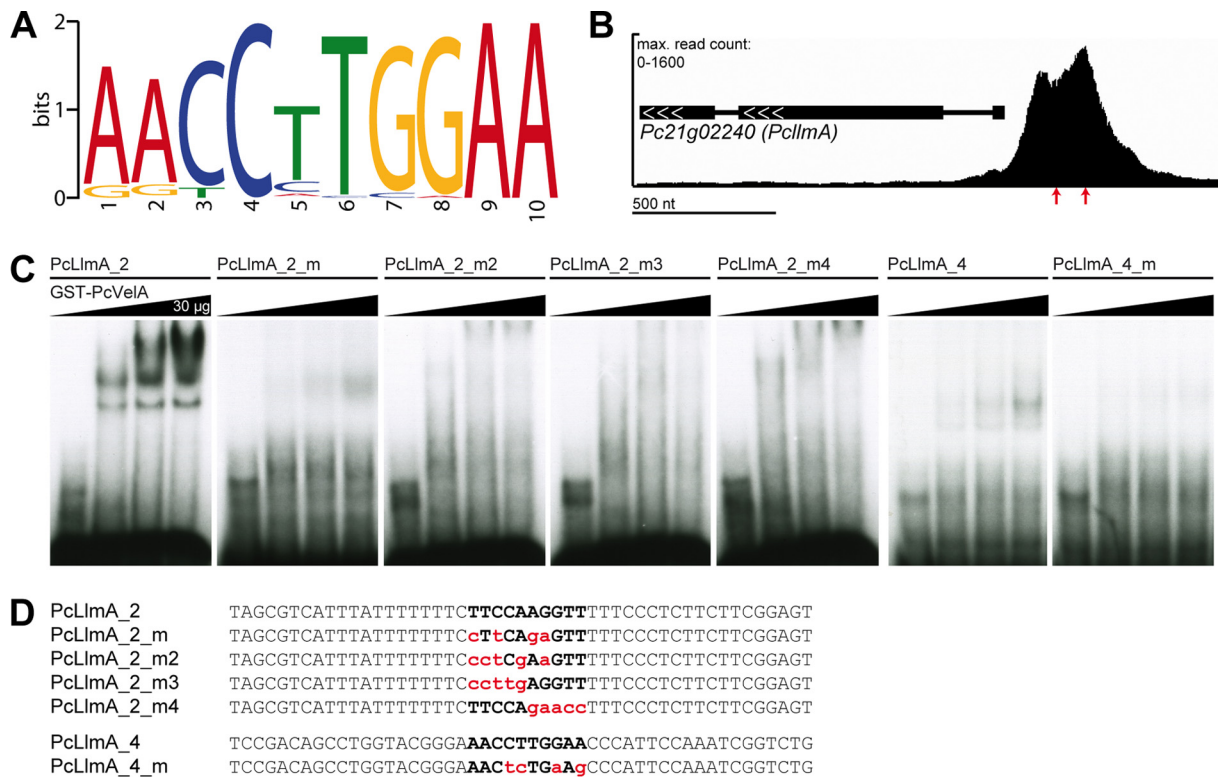 A
2
bits
1
0
AACCTTGGAA
G G T C A C C A
1 2 3 4 5 6 7 8 9 10
B
max. read count:
0-1600
<<< <<<
Pc21g02240 (PcllmA)
500 nt
C
PcLlmA_2 PcLlmA_2_m PcLlmA_2_m2 PcLlmA_2_m3 PcLlmA_2_m4 PcLlmA_4 PcLlmA_4_m
GST-PcVelA
30 µg
D
PcLlmA_2 TAGCGTCATTTATTTTTTTCTTCCAAGGTTTTTCCCTCTTCTTCGGAGT
PcLlmA_2_m TAGCGTCATTTATTTTTTTCcTtCAgaGTTTTTCCCTCTTCTTCGGAGT
PcLlmA_2_m2 TAGCGTCATTTATTTTTTTCcctCgAaGTTTTTCCCTCTTCTTCGGAGT
PcLlmA_2_m3 TAGCGTCATTTATTTTTTTCccttgAGGTTTTTCCCTCTTCTTCGGAGT
PcLlmA_2_m4 TAGCGTCATTTATTTTTTTCTTCCAgaaccTTTCCCTCTTCTTCGGAGT
PcLlmA_4 TCCGACAGCCTGGTACGGGAAACCTTGGAACCCATTCCAAATCGGTCTG
PcLlmA_4_m TCCGACAGCCTGGTACGGGAAACtcTGaAgCCCATTCCAAATCGGTCTG